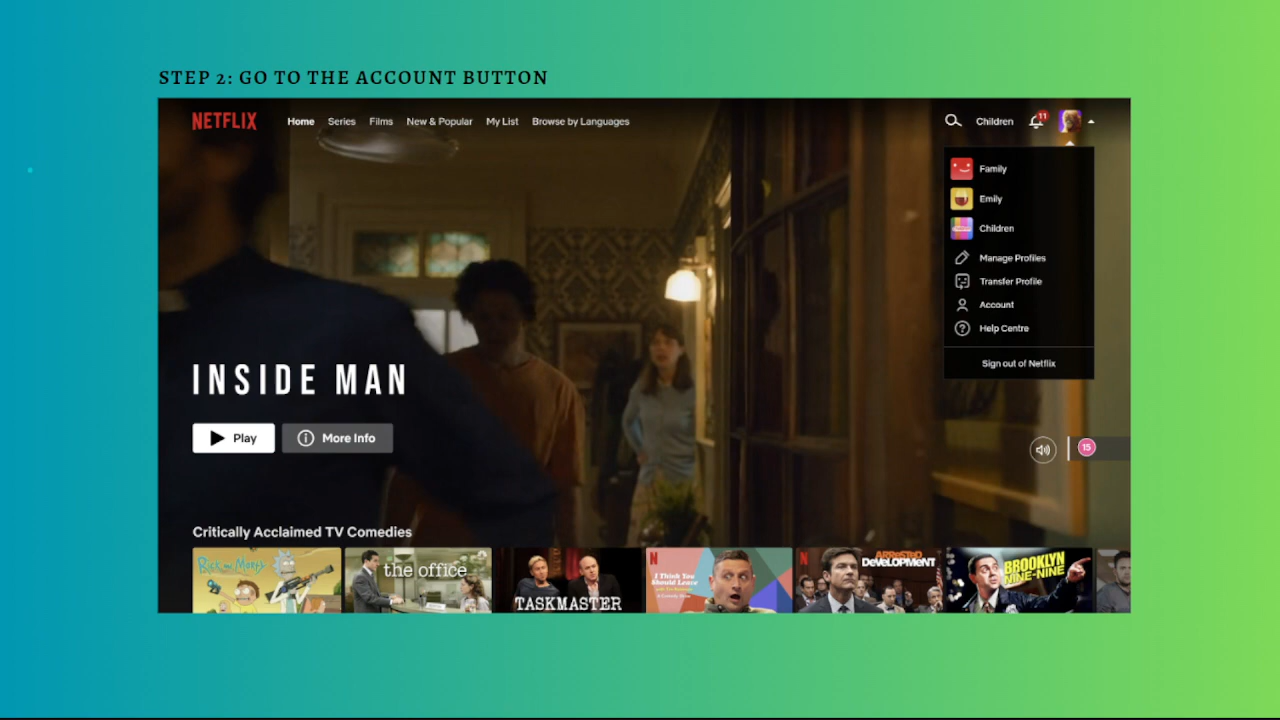 STEP 2: GO TO THE ACCOUNT BUTTON
NETFLIX Home Series Films New & Popular My List Browse by Languages Children 11
Family
Emily
Children
Manage Profiles
Transfer Profile
Account
? Help Centre
Sign out of Netflix
INSIDE MAN
Play More Info
15
Critically Acclaimed TV Comedies
Rick and Morty
the office
TASKMASTER
N
I Think You
Should Leave
with Tim Robinson
N
ARRESTED
DEVELOPMENT
BROOKLYN
NINE-NINE